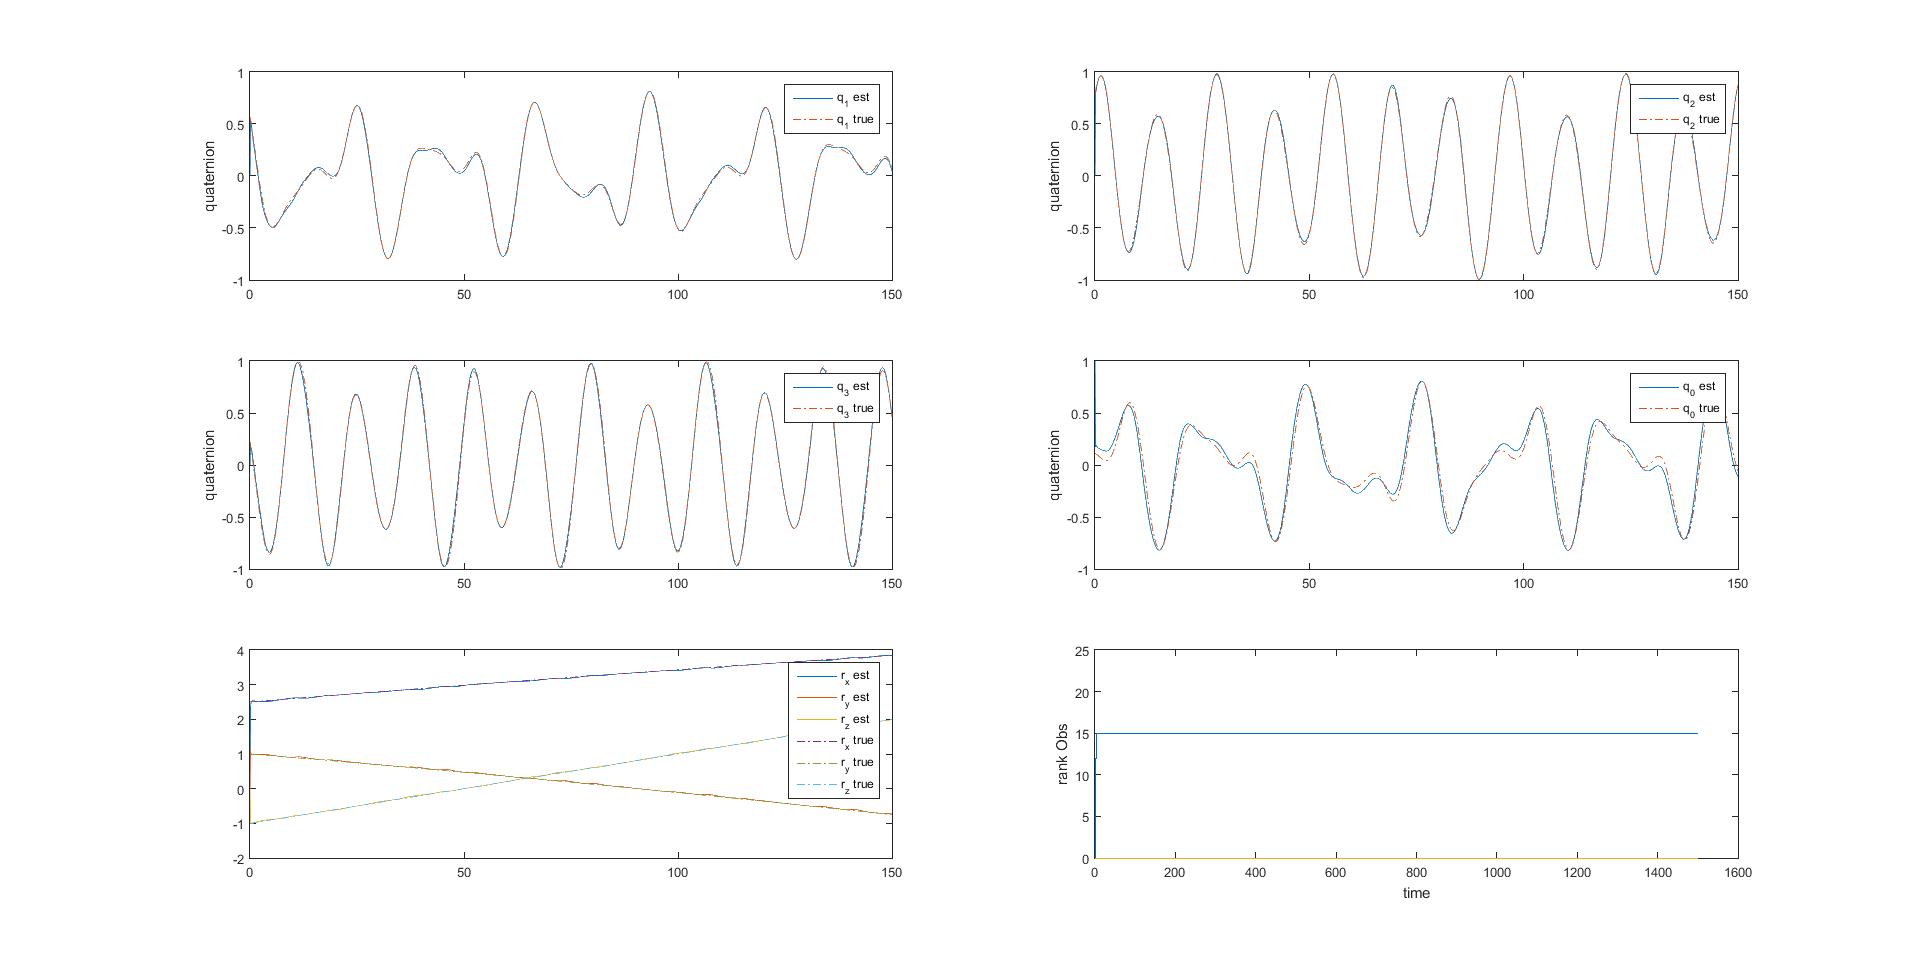 quaternion
1
0.5
0
-0.5
-1
0 50 100 150
q1 est
q1 true
quaternion
1
0.5
0
-0.5
-1
0 50 100 150
q2 est
q2 true
quaternion
1
0.5
0
-0.5
-1
0 50 100 150
q3 est
q3 true
quaternion
1
0.5
0
-0.5
-1
0 50 100 150
q0 est
q0 true
4
3
2
1
0
-1
-2
0 50 100 150
rx est
ry est
rz est
rx true
ry true
rz true
rank Obs
25
20
15
10
5
0
0 200 400 600 800 1000 1200 1400 1600
time